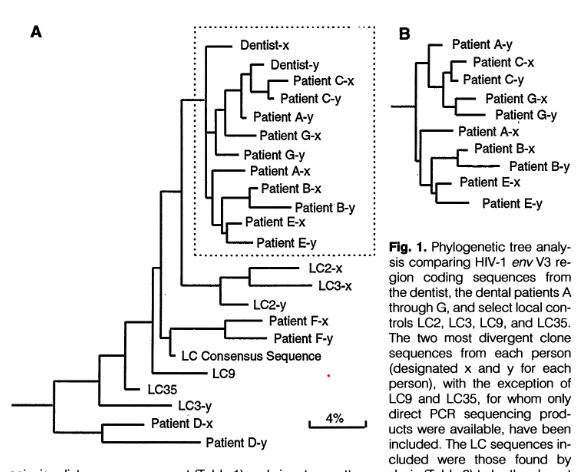 A
Dentist-x
Dentist-y
Patient C-x
Patient C-y
Patient A-y
Patient G-x
Patient G-y
Patient A-x
Patient B-x
Patient B-y
Patient E-x
Patient E-y
LC2-x
LC3-x
LC2-y
Patient F-x
Patient F-y
LC Consensus Sequence
LC9
LC35
LC3-y
Patient D-x
Patient D-y
4%
B
Patient A-y
Patient C-x
Patient C-y
Patient G-x
Patient G-y
Patient A-x
Patient B-x
Patient B-y
Patient E-x
Patient E-y
Fig. 1. Phylogenetic tree analy-
sis comparing HIV-1 env V3 re-
gion coding sequences from
the dentist, the dental patients A
through G, and select local con-
trols LC2, LC3, LC9, and LC35.
The two most divergent clone
sequences from each person
(designated x and y for each
person), with the exception of
LC9 and LC35, for whom only
direct PCR sequencing prod-
ucts were available, have been
included. The LC sequences in-
cluded were those found by